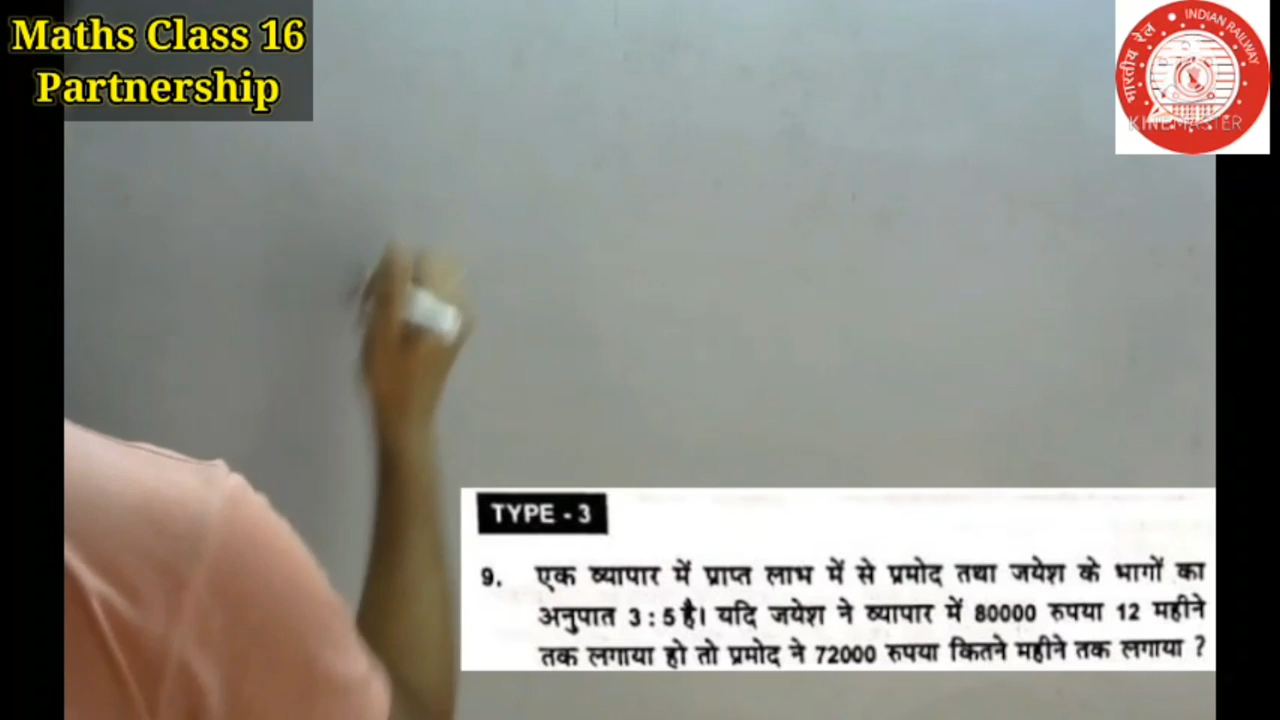 Maths Class 16
Partnership
INDIAN RAILWAY
भारतीय रेल
KINEMASTER
TYPE - 3
9. एक व्यापार में प्राप्त लाभ में से प्रमोद तथा जयेश के भागों का
अनुपात 3 : 5 है। यदि जयेश ने व्यापार में 80000 रुपया 12 महीने
तक लगाया हो तो प्रमोद ने 72000 रुपया कितने महीने तक लगाया ?